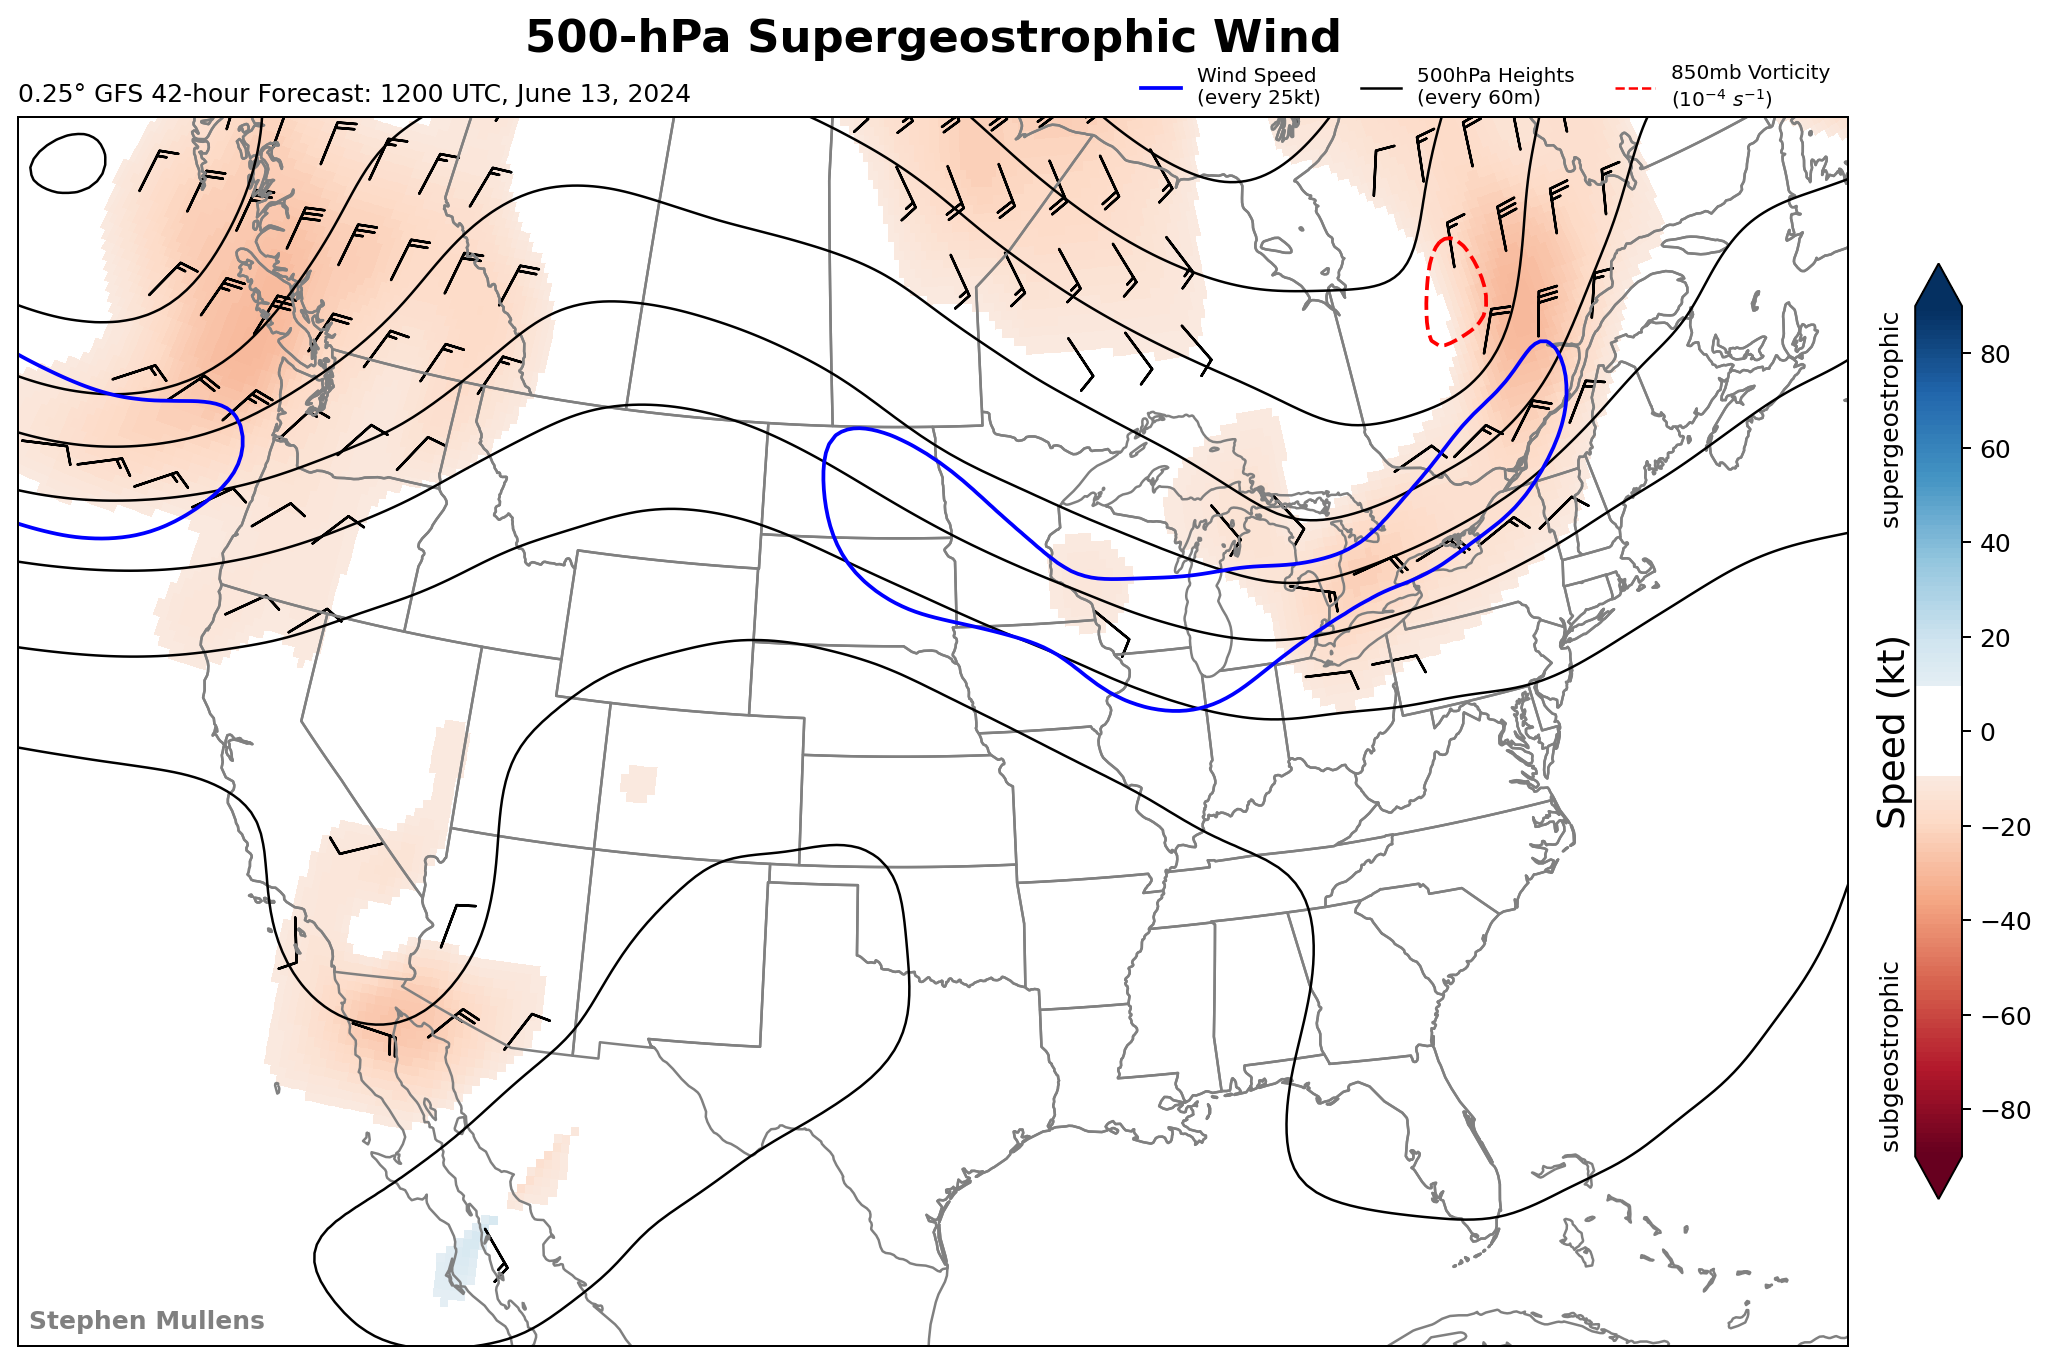 500-hPa Supergeostrophic Wind
0.25° GFS 42-hour Forecast: 1200 UTC, June 13, 2024
Wind Speed
(every 25kt)
500hPa Heights
(every 60m)
850mb Vorticity
(10⁻⁴ s⁻¹)
supergeostrophic
Speed (kt)
subgeostrophic
80
60
40
20
0
−20
−40
−60
−80
Stephen Mullens